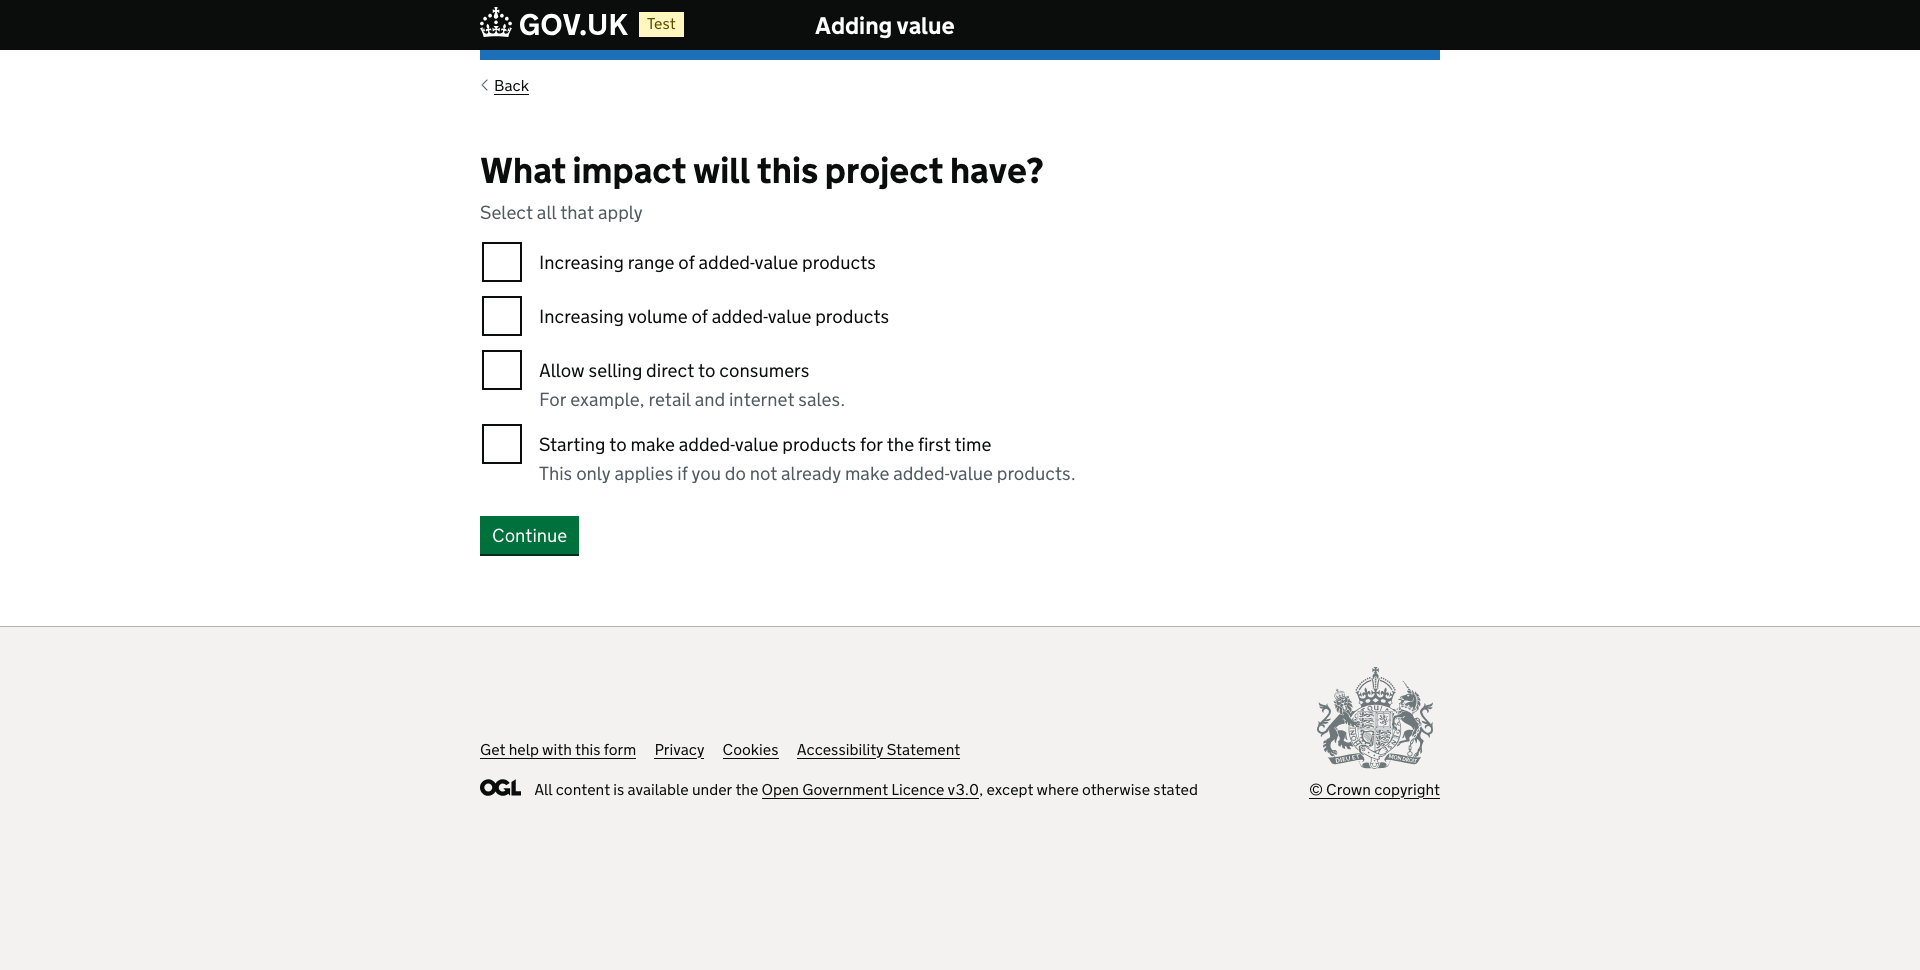 GOV.UK Test Adding value
Back
What impact will this project have?
Select all that apply
Increasing range of added-value products
Increasing volume of added-value products
Allow selling direct to consumers
For example, retail and internet sales.
Starting to make added-value products for the first time
This only applies if you do not already make added-value products.
Continue
Get help with this form Privacy Cookies Accessibility Statement
OGL All content is available under the Open Government Licence v3.0, except where otherwise stated
© Crown copyright